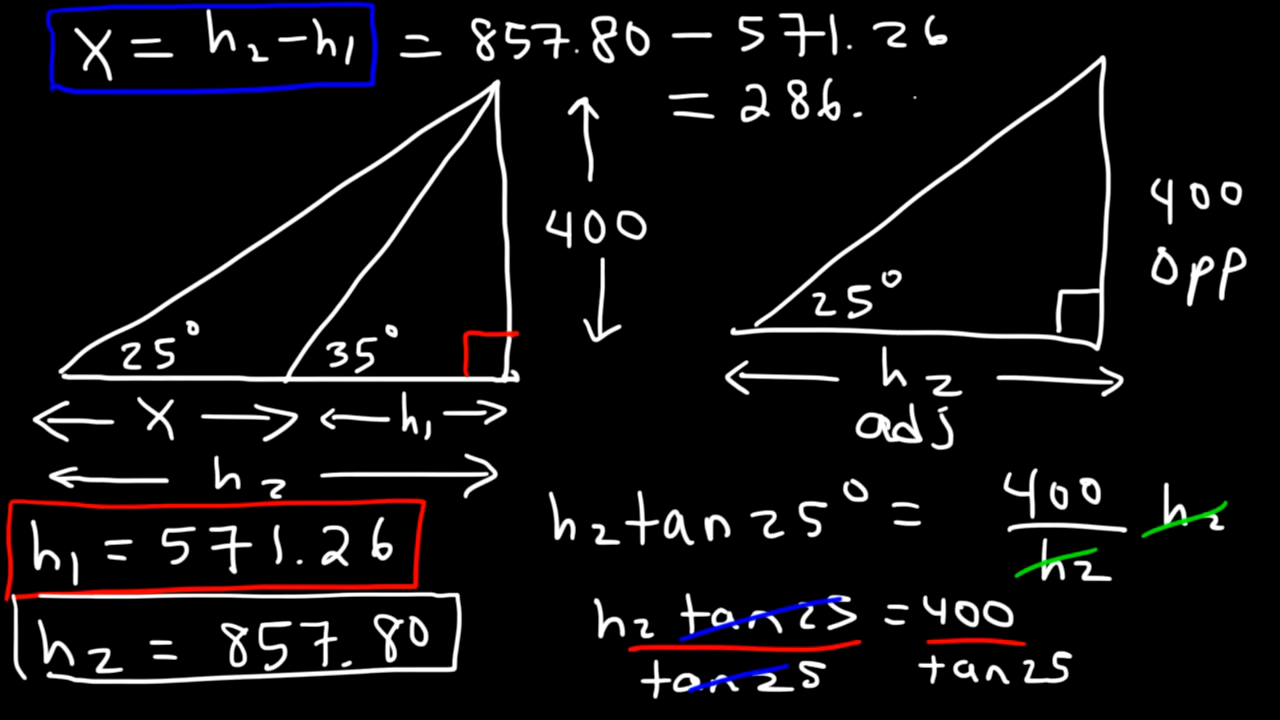 x = h₂ - h₁ = 857.80 - 571.26
= 286.
400
25°
35°
x
h₁
h₂
h₁ = 571.26
h₂ = 857.80
25°
400
opp
h₂
adj
h₂ tan 25° = 400/h₂ h₂
h₂ tan 25 / tan 25 = 400 / tan 25